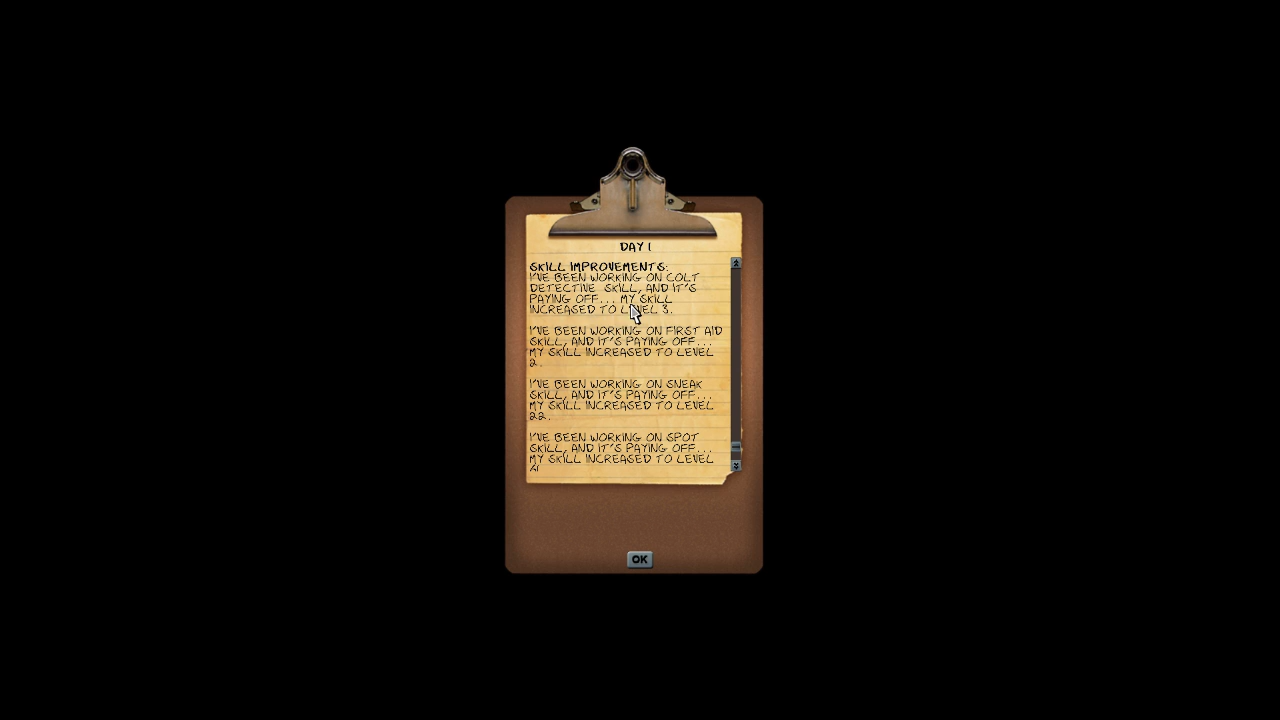 DAY 1
SKILL IMPROVEMENTS:
I'VE BEEN WORKING ON COLT
DETECTIVE SKILL, AND IT'S
PAYING OFF... MY SKILL
INCREASED TO LEVEL 3.
I'VE BEEN WORKING ON FIRST AID
SKILL, AND IT'S PAYING OFF...
MY SKILL INCREASED TO LEVEL
2.
I'VE BEEN WORKING ON SNEAK
SKILL, AND IT'S PAYING OFF...
MY SKILL INCREASED TO LEVEL
22.
I'VE BEEN WORKING ON SPOT
SKILL, AND IT'S PAYING OFF...
MY SKILL INCREASED TO LEVEL
OK